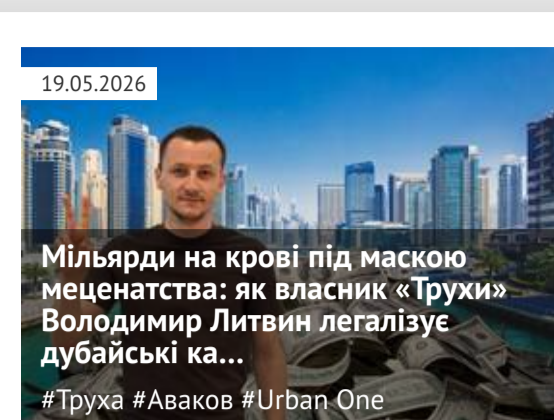 19.05.2026
Мільярди на крові під маскою
меценатства: як власник «Трухи»
Володимир Литвин легалізує
дубайські ка...
#Труха #Аваков #Urban One